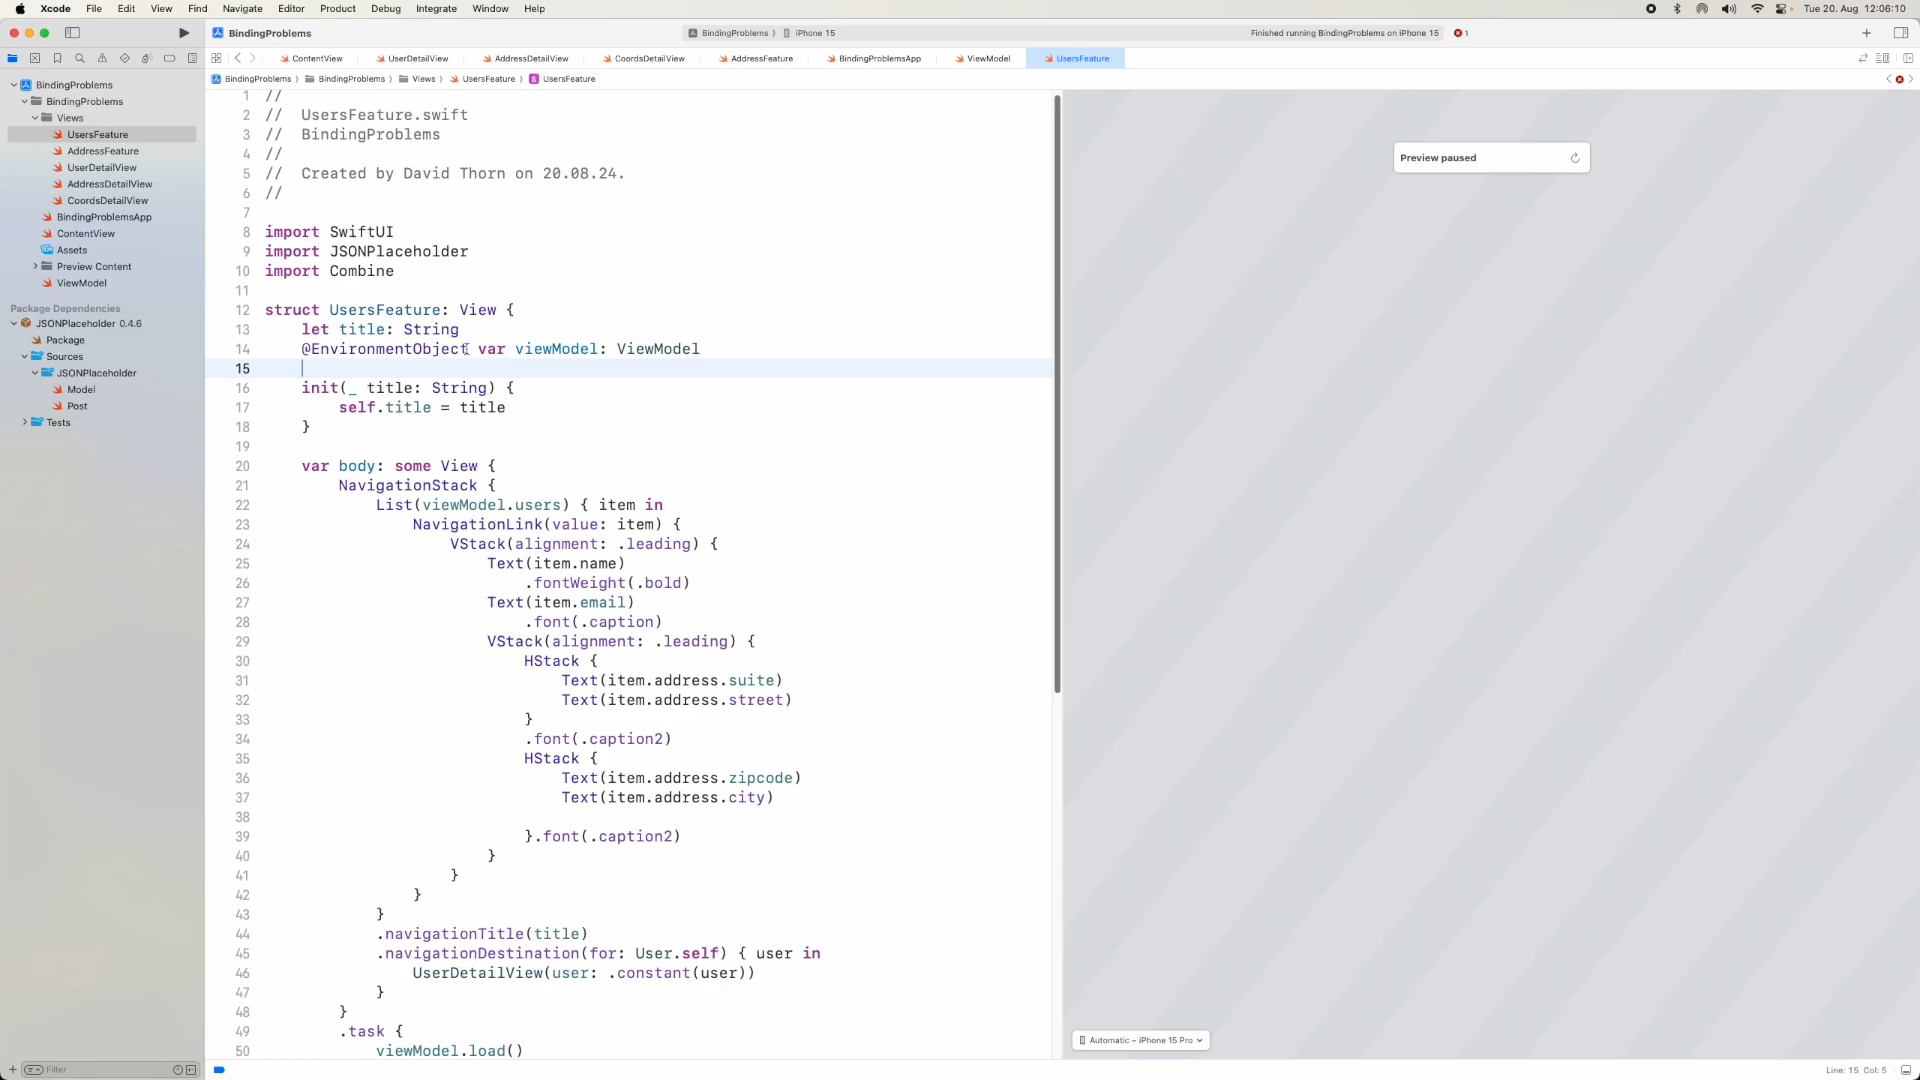 Xcode File Edit View Find Navigate Editor Product Debug Integrate Window Help Tue 20. Aug 12:06:10
BindingProblems BindingProblems iPhone 15 Finished running BindingProblems on iPhone 15 1
ContentView UserDetailView AddressDetailView CoordsDetailView AddressFeature BindingProblemsApp ViewModel UsersFeature
BindingProblems BindingProblems Views UsersFeature UsersFeature
BindingProblems
BindingProblems
Views
UsersFeature
AddressFeature
UserDetailView
AddressDetailView
CoordsDetailView
BindingProblemsApp
ContentView
Assets
Preview Content
ViewModel
Package Dependencies
JSONPlaceholder 0.4.6
Package
Sources
JSONPlaceholder
Model
Post
Tests
Filter
1 //
2 // UsersFeature.swift
3 // BindingProblems
4 //
5 // Created by David Thorn on 20.08.24.
6 //
7
8 import SwiftUI
9 import JSONPlaceholder
10 import Combine
11
12 struct UsersFeature: View {
13 let title: String
14 @EnvironmentObject var viewModel: ViewModel
15
16 init(_ title: String) {
17 self.title = title
18 }
19
20 var body: some View {
21 NavigationStack {
22 List(viewModel.users) { item in
23 NavigationLink(value: item) {
24 VStack(alignment: .leading) {
25 Text(item.name)
26 .fontWeight(.bold)
27 Text(item.email)
28 .font(.caption)
29 VStack(alignment: .leading) {
30 HStack {
31 Text(item.address.suite)
32 Text(item.address.street)
33 }
34 .font(.caption2)
35 HStack {
36 Text(item.address.zipcode)
37 Text(item.address.city)
38
39 }.font(.caption2)
40 }
41 }
42 }
43 }
44 .navigationTitle(title)
45 .navigationDestination(for: User.self) { user in
46 UserDetailView(user: .constant(user))
47 }
48 }
49 .task {
50 viewModel.load()
Preview paused
Automatic – iPhone 15 Pro
Line: 15 Col: 5